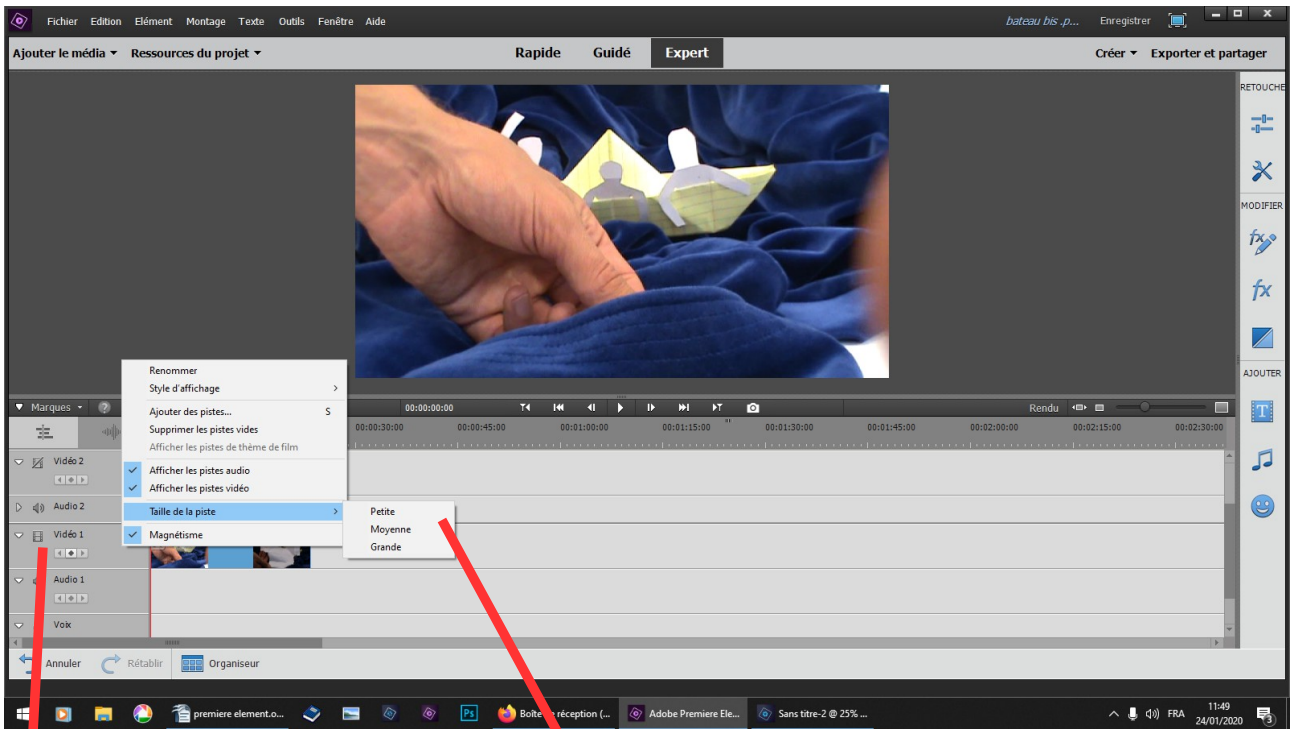 Fichier Edition Elément Montage Texte Outils Fenêtre Aide bateau bis .p... Enregistrer
Ajouter le média Ressources du projet Rapide Guidé Expert Créer Exporter et partager
RETOUCHE
MODIFIER
fx
fx
AJOUTER
T
Renommer
Style d'affichage
Ajouter des pistes... S
Supprimer les pistes vides
Afficher les pistes de thème de film
Afficher les pistes audio
Afficher les pistes vidéo
Taille de la piste
Magnétisme
Petite
Moyenne
Grande
Marques ? 00:00:00:00 Rendu
00:00:30:00 00:00:45:00 00:01:00:00 00:01:15:00 00:01:30:00 00:01:45:00 00:02:00:00 00:02:15:00 00:02:30:00
Vidéo 2
Audio 2
Vidéo 1
Audio 1
Voix
Annuler Rétablir Organiseur
premiere element.o... Ps Boîte de réception (... Adobe Premiere Ele... Sans titre-2 @ 25% ... FRA 11:49
24/01/2020 3